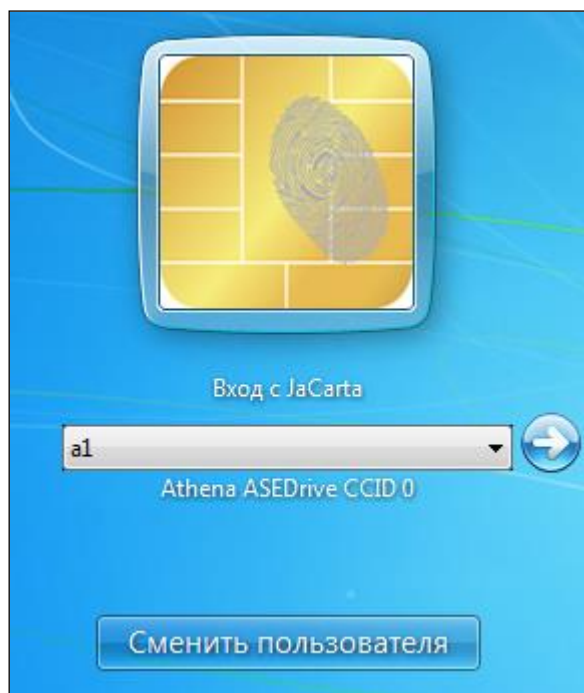 Вход с JaCarta
a1
Athena ASEDrive CCID 0
Сменить пользователя